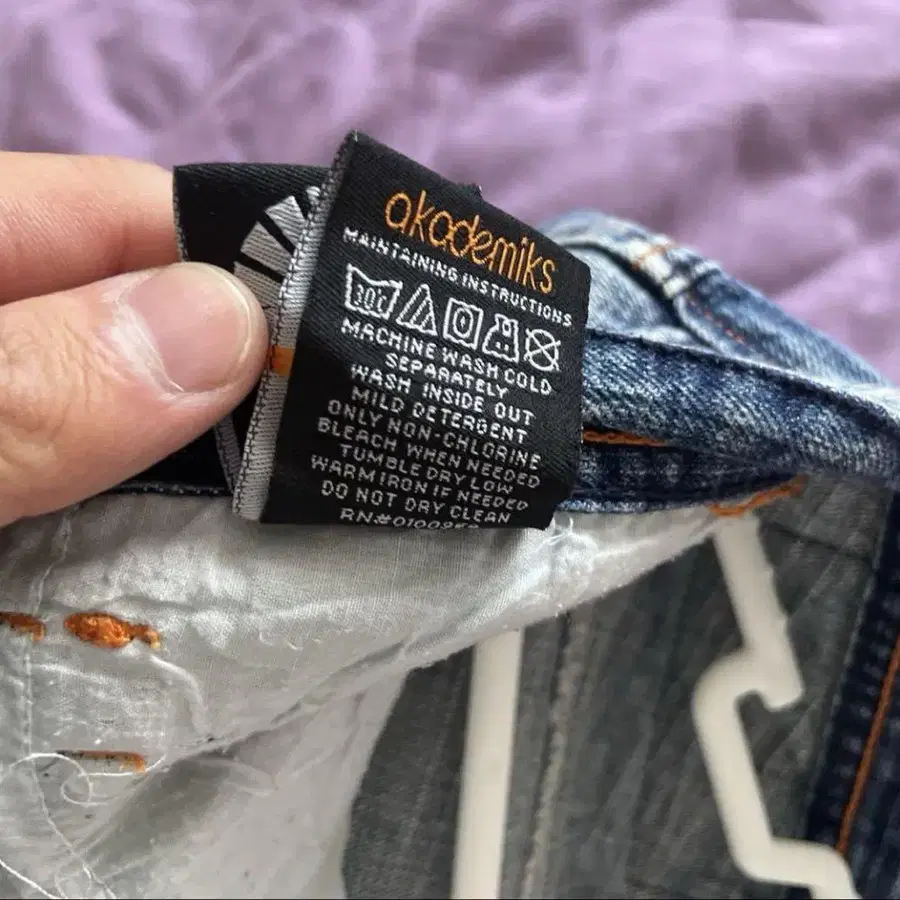 akademiks
MAINTAINING INSTRUCTIONS
30C
MACHINE WASH COLD
SEPARATELY
WASH INSIDE OUT
MILD DETERGENT
ONLY NON-CHLORINE
BLEACH WHEN NEEDED
TUMBLE DRY LOW
WARM IRON IF NEEDED
DO NOT DRY CLEAN